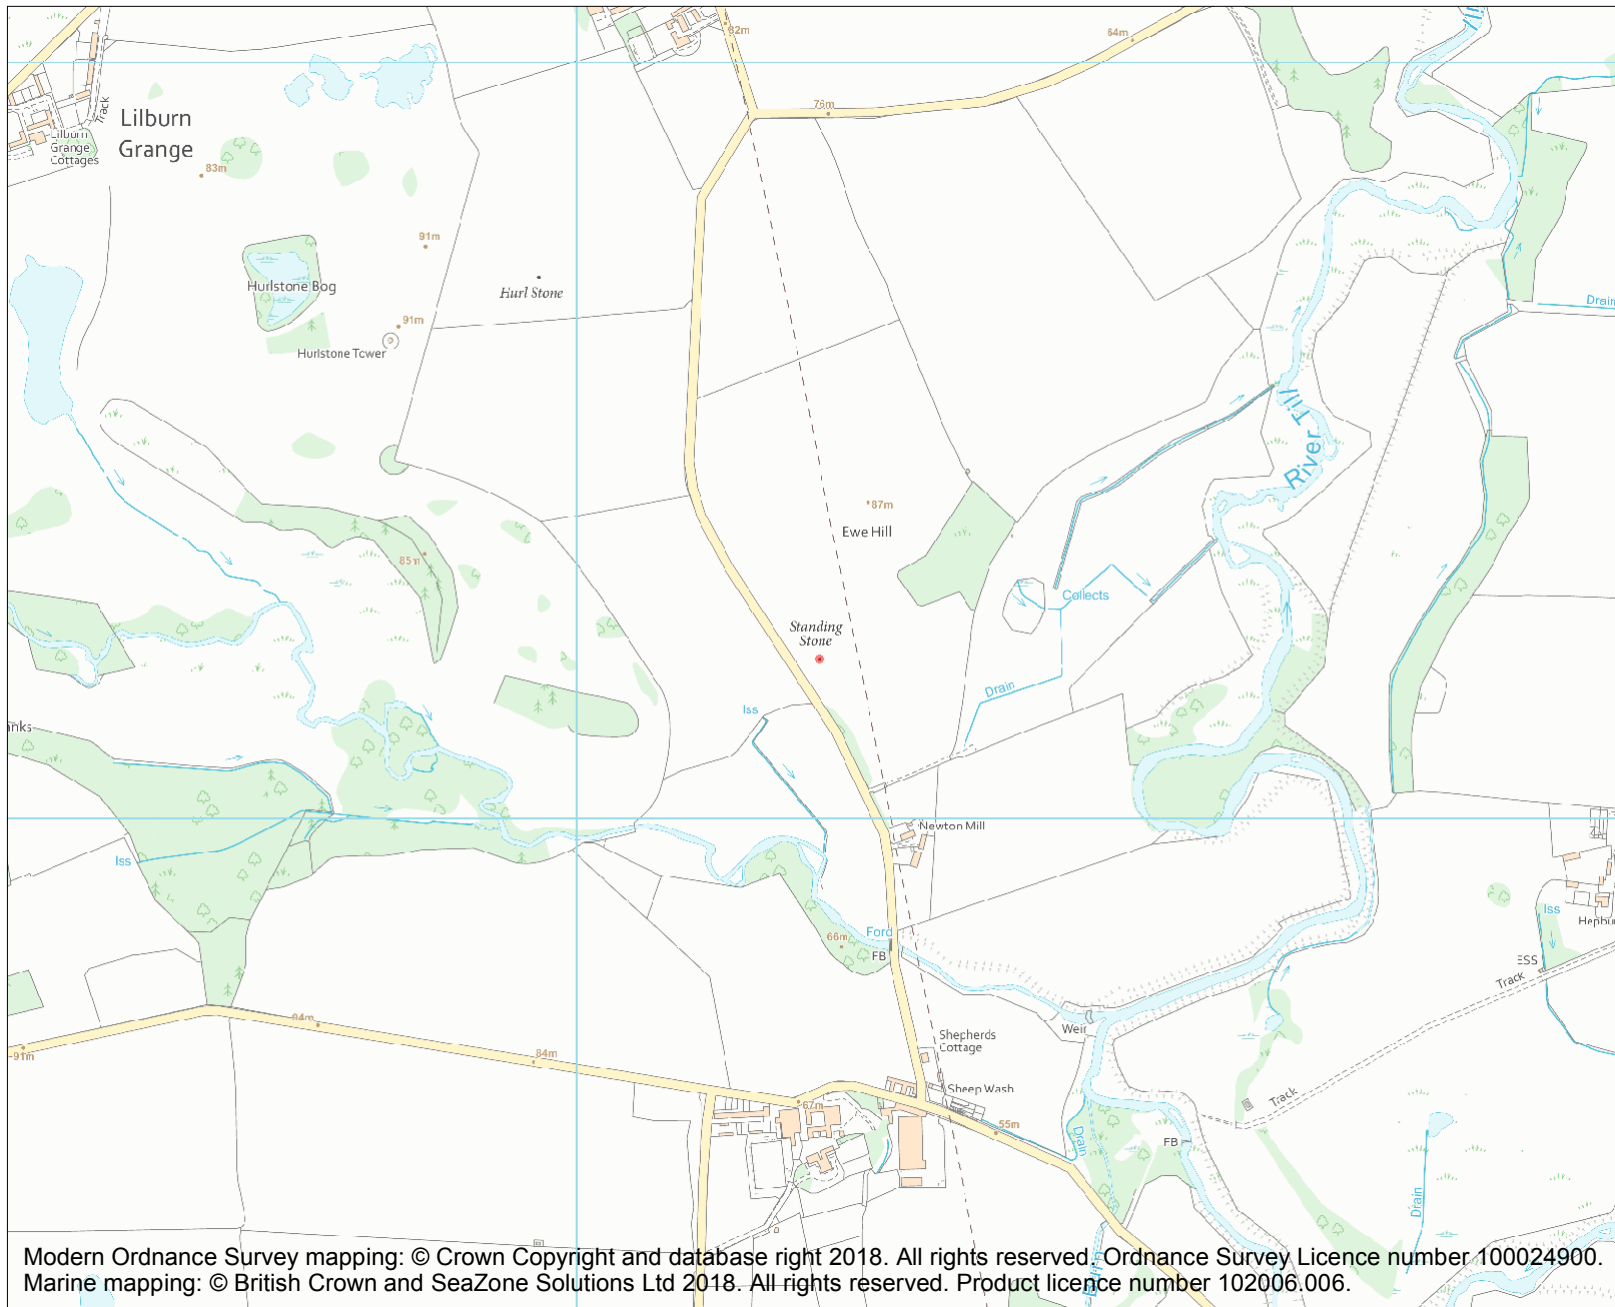 82m
64m
76m
Lilburn
Grange
Track
Lilburn
Grange
Cottages
83m
91m
Hurlstone Bog
Hurl Stone
Drain
91m
Hurlstone Tower
River Till
87m
Ewe Hill
85m
Collects
Standing
Stone
Drain
Iss
Newton Mill
Iss
Iss
Ford
66m
FB
ESS
Track
94m
Weir
Shepherds
Cottage
91m
84m
Sheep Wash
67m
55m
Track
Drain
FB
Drain
Modern Ordnance Survey mapping: © Crown Copyright and database right 2018. All rights reserved. Ordnance Survey Licence number 100024900.
Marine mapping: © British Crown and SeaZone Solutions Ltd 2018. All rights reserved. Product licence number 102006.006.